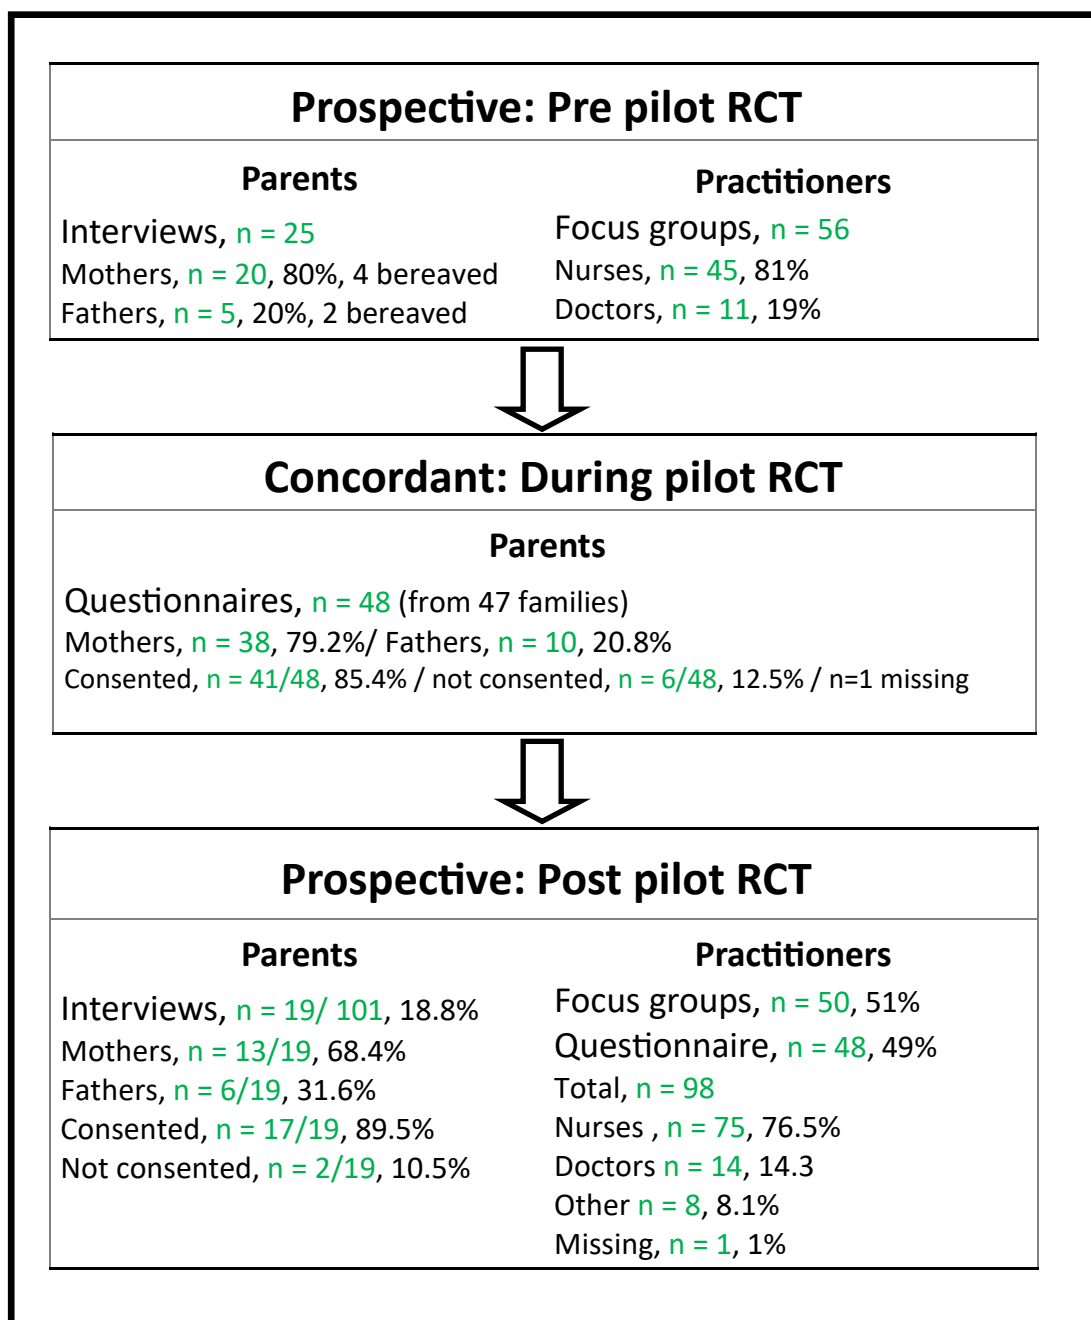 Prospective: Pre pilot RCT
Parents
Interviews, n = 25
Mothers, n = 20, 80%, 4 bereaved
Fathers, n = 5, 20%, 2 bereaved
Practitioners
Focus groups, n = 56
Nurses, n = 45, 81%
Doctors, n = 11, 19%
Concordant: During pilot RCT
Parents
Questionnaires, n = 48 (from 47 families)
Mothers, n = 38, 79.2%/ Fathers, n = 10, 20.8%
Consented, n = 41/48, 85.4% / not consented, n = 6/48, 12.5% / n=1 missing
Prospective: Post pilot RCT
Parents
Interviews, n = 19/ 101, 18.8%
Mothers, n = 13/19, 68.4%
Fathers, n = 6/19, 31.6%
Consented, n = 17/19, 89.5%
Not consented, n = 2/19, 10.5%
Practitioners
Focus groups, n = 50, 51%
Questionnaire, n = 48, 49%
Total, n = 98
Nurses , n = 75, 76.5%
Doctors n = 14, 14.3
Other n = 8, 8.1%
Missing, n = 1, 1%